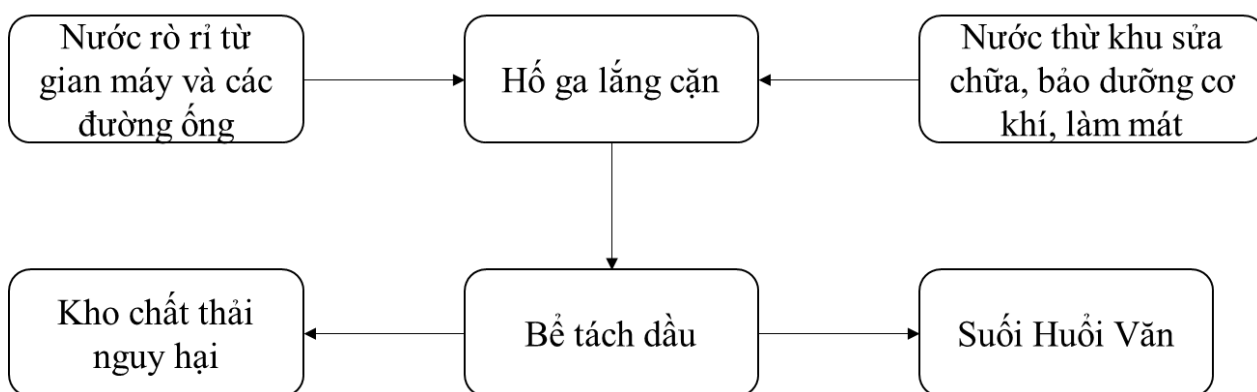 Nước rò rỉ từ
gian máy và các
đường ống
Hố ga lắng cặn
Nước thừ khu sửa
chữa, bảo dưỡng cơ
khí, làm mát
Kho chất thải
nguy hại
Bể tách dầu
Suối Huổi Văn